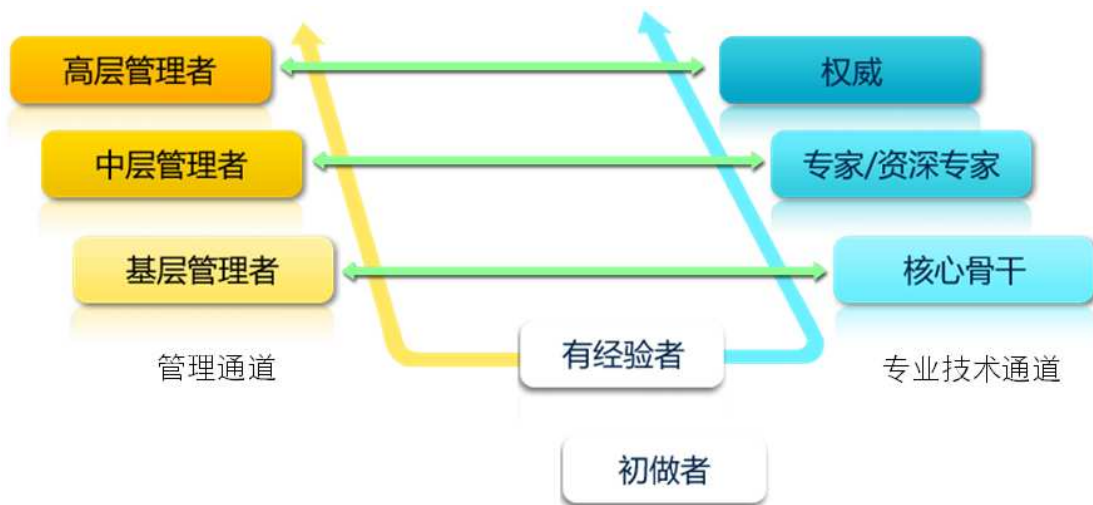 高层管理者
权威
中层管理者
专家/资深专家
基层管理者
核心骨干
管理通道
有经验者
专业技术通道
初做者